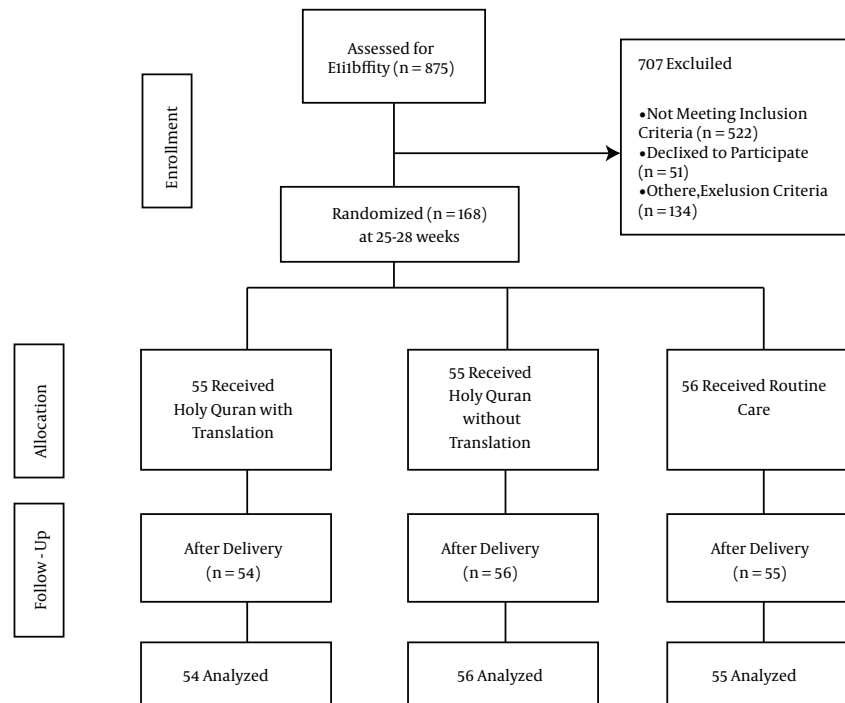 Assessed for
E1i1bffity (n = 875)
707 Excluiled
•Not Meeting Inclusion
Criteria (n = 522)
•DecIixed to Participate
(n = 51)
•Othere,Exelusion Criteria
(n = 134)
Enrollment
Randomized (n = 168)
at 25-28 weeks
Allocation
55 Received
Holy Quran with
Translation
55 Received
Holy Quran
without
Translation
56 Received Routine
Care
Follow - Up
After Delivery
(n = 54)
After Delivery
(n = 56)
After Delivery
(n = 55)
54 Analyzed
56 Analyzed
55 Analyzed